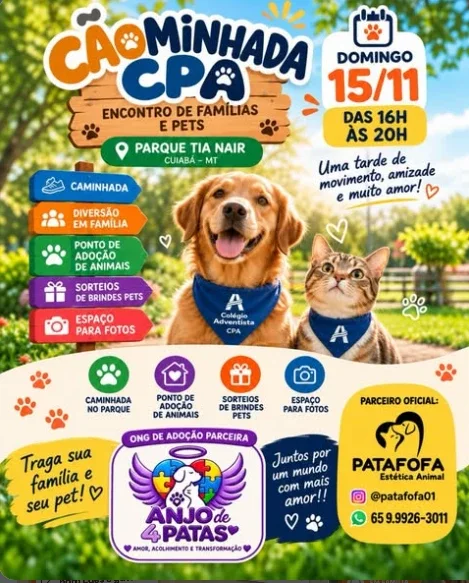 CÃOMINHADA
CPA
ENCONTRO DE FAMÍLIAS
E PETS
PARQUE TIA NAIR
CUIABÁ – MT
DOMINGO
15/11
DAS 16H
ÀS 20H
Uma tarde de
movimento, amizade
e muito amor!
CAMINHADA
DIVERSÃO
EM FAMÍLIA
PONTO DE
ADOÇÃO
DE ANIMAIS
SORTEIOS
DE BRINDES PETS
ESPAÇO
PARA FOTOS
Colégio
Adventista
CPA
CAMINHADA
NO PARQUE
PONTO DE
ADOÇÃO
DE ANIMAIS
SORTEIOS
DE BRINDES
PETS
ESPAÇO
PARA FOTOS
Traga sua
família e
seu pet!
ONG DE ADOÇÃO PARCEIRA
ANJO de
4 PATAS
AMOR, ACOLHIMENTO E TRANSFORMAÇÃO
Juntos por
um mundo
com mais
amor!!
PARCEIRO OFICIAL:
PATAFOFA
Estética Animal
@patafofa01
65 9.9926-3011